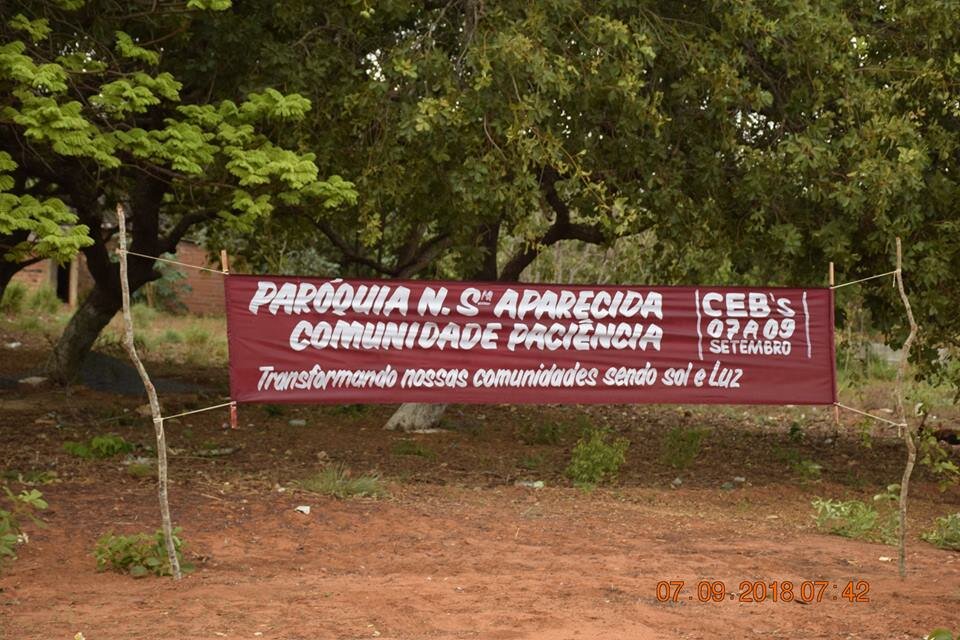 PARÓQUIA N. Sra APARECIDA
COMUNIDADE PACIÊNCIA
Transformando nossas comunidades sendo sol e Luz
CEB's
07 A 09
SETEMBRO
07.09.2018 07:42